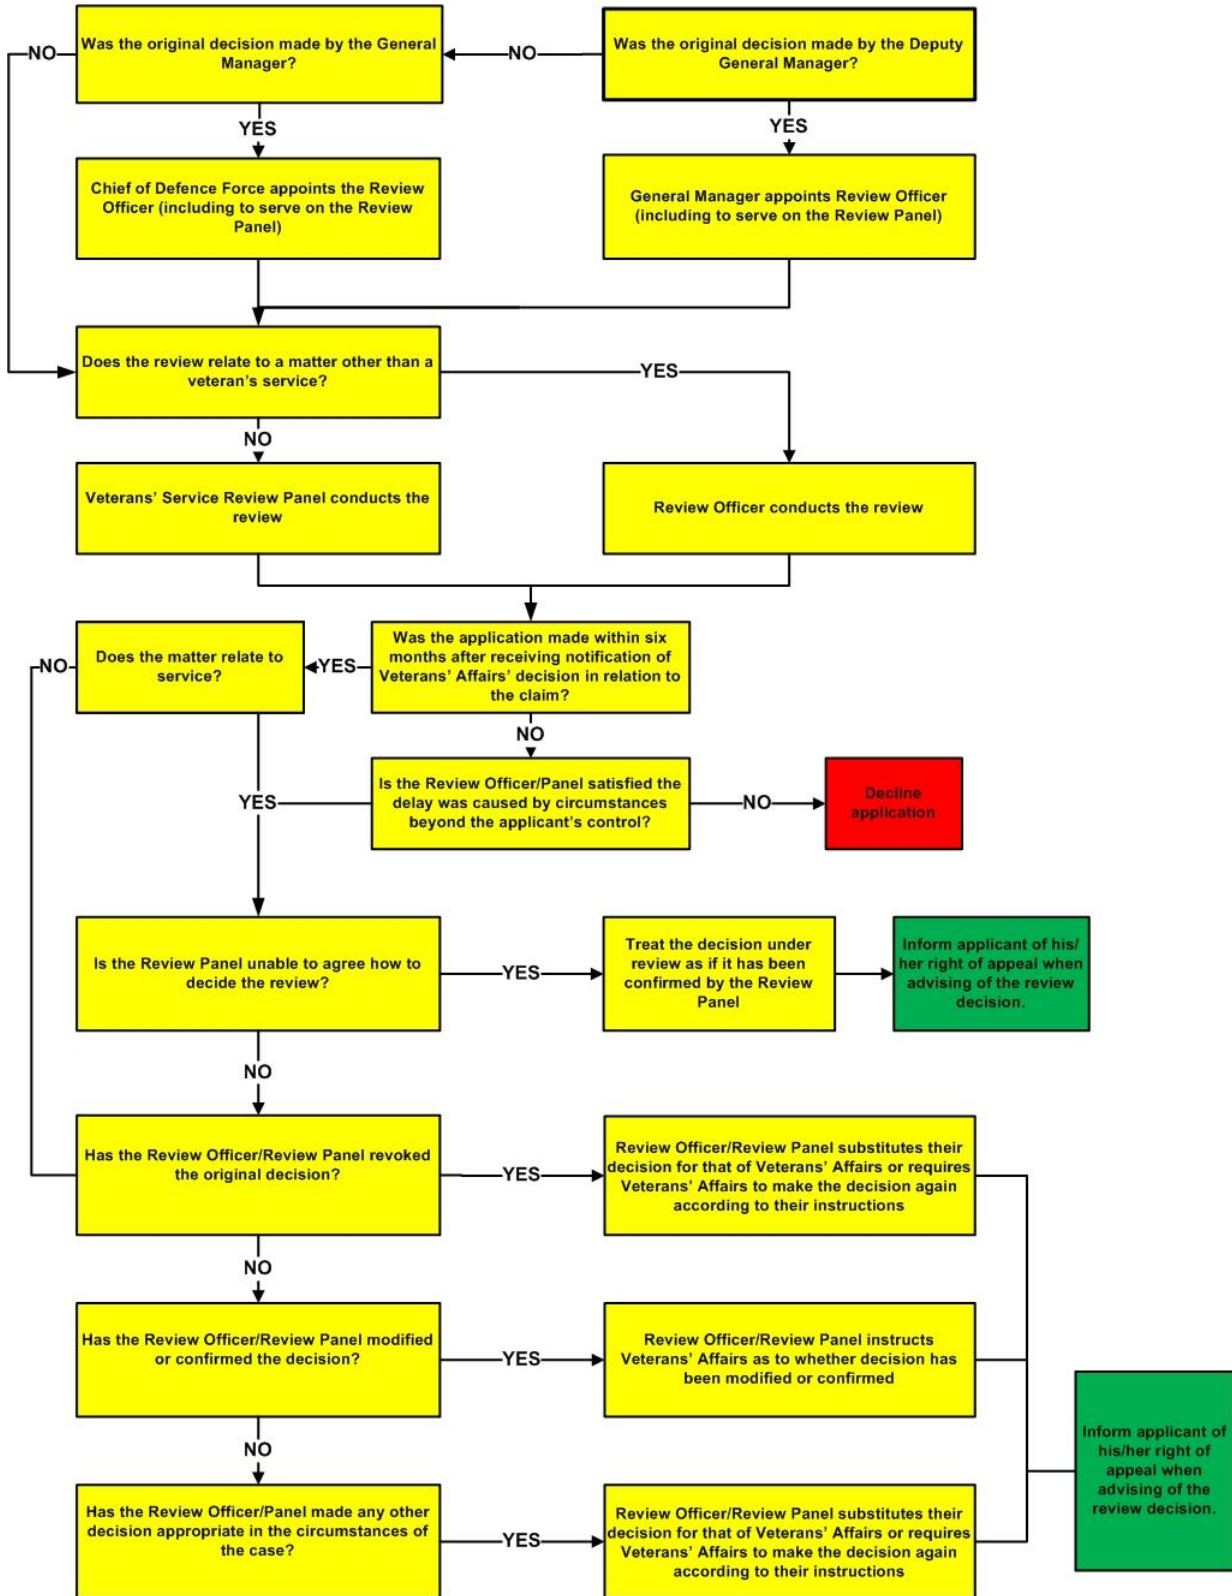 Was the original decision made by the General
Manager?
NO
NO
Was the original decision made by the Deputy
General Manager?
YES
YES
Chief of Defence Force appoints the Review
Officer (including to serve on the Review
Panel)
General Manager appoints Review Officer
(including to serve on the Review Panel)
Does the review relate to a matter other than a
veteran's service?
YES
NO
Veterans' Service Review Panel conducts the
review
Review Officer conducts the review
NO
Does the matter relate to
service?
YES
Was the application made within six
months after receiving notification of
Veterans' Affairs' decision in relation to
the claim?
NO
YES
Is the Review Officer/Panel satisfied the
delay was caused by circumstances
beyond the applicant's control?
NO
Decline
application
Is the Review Panel unable to agree how to
decide the review?
YES
Treat the decision under
review as if it has been
confirmed by the Review
Panel
Inform applicant of his/
her right of appeal when
advising of the review
decision.
NO
Has the Review Officer/Review Panel revoked
the original decision?
YES
Review Officer/Review Panel substitutes their
decision for that of Veterans' Affairs or requires
Veterans' Affairs to make the decision again
according to their instructions
NO
Has the Review Officer/Review Panel modified
or confirmed the decision?
YES
Review Officer/Review Panel instructs
Veterans' Affairs as to whether decision has
been modified or confirmed
NO
Has the Review Officer/Panel made any other
decision appropriate in the circumstances of
the case?
YES
Review Officer/Review Panel substitutes their
decision for that of Veterans' Affairs or requires
Veterans' Affairs to make the decision again
according to their instructions
Inform applicant of
his/her right of
appeal when
advising of the
review decision.